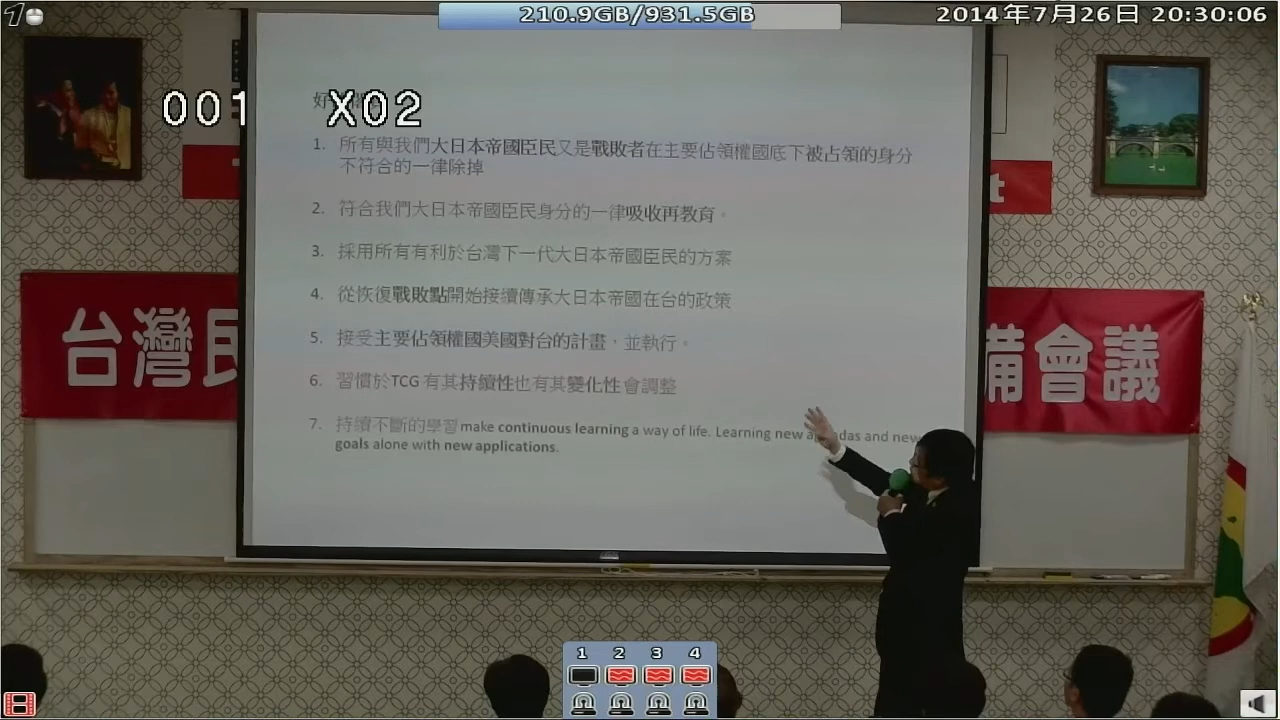 210.9GB/931.5GB
2014年7月26日 20:30:06
001 X02
好
1. 所有與我們大日本帝國臣民又是戰敗者在主要佔領權國底下被占領的身分
不符合的一律除掉
2. 符合我們大日本帝國臣民身分的一律吸收再教育。
3. 採用所有有利於台灣下一代大日本帝國臣民的方案
4. 從恢復戰敗點開始接續傳承大日本帝國在台的政策
5. 接受主要佔領權國美國對台的計畫，並執行。
6. 習慣於TCG 有其持續性也有其變化性會調整
7. 持續不斷的學習make continuous learning a way of life. Learning new and new
goals alone with new applications.
t
台灣民
備會議
1 2 3 4